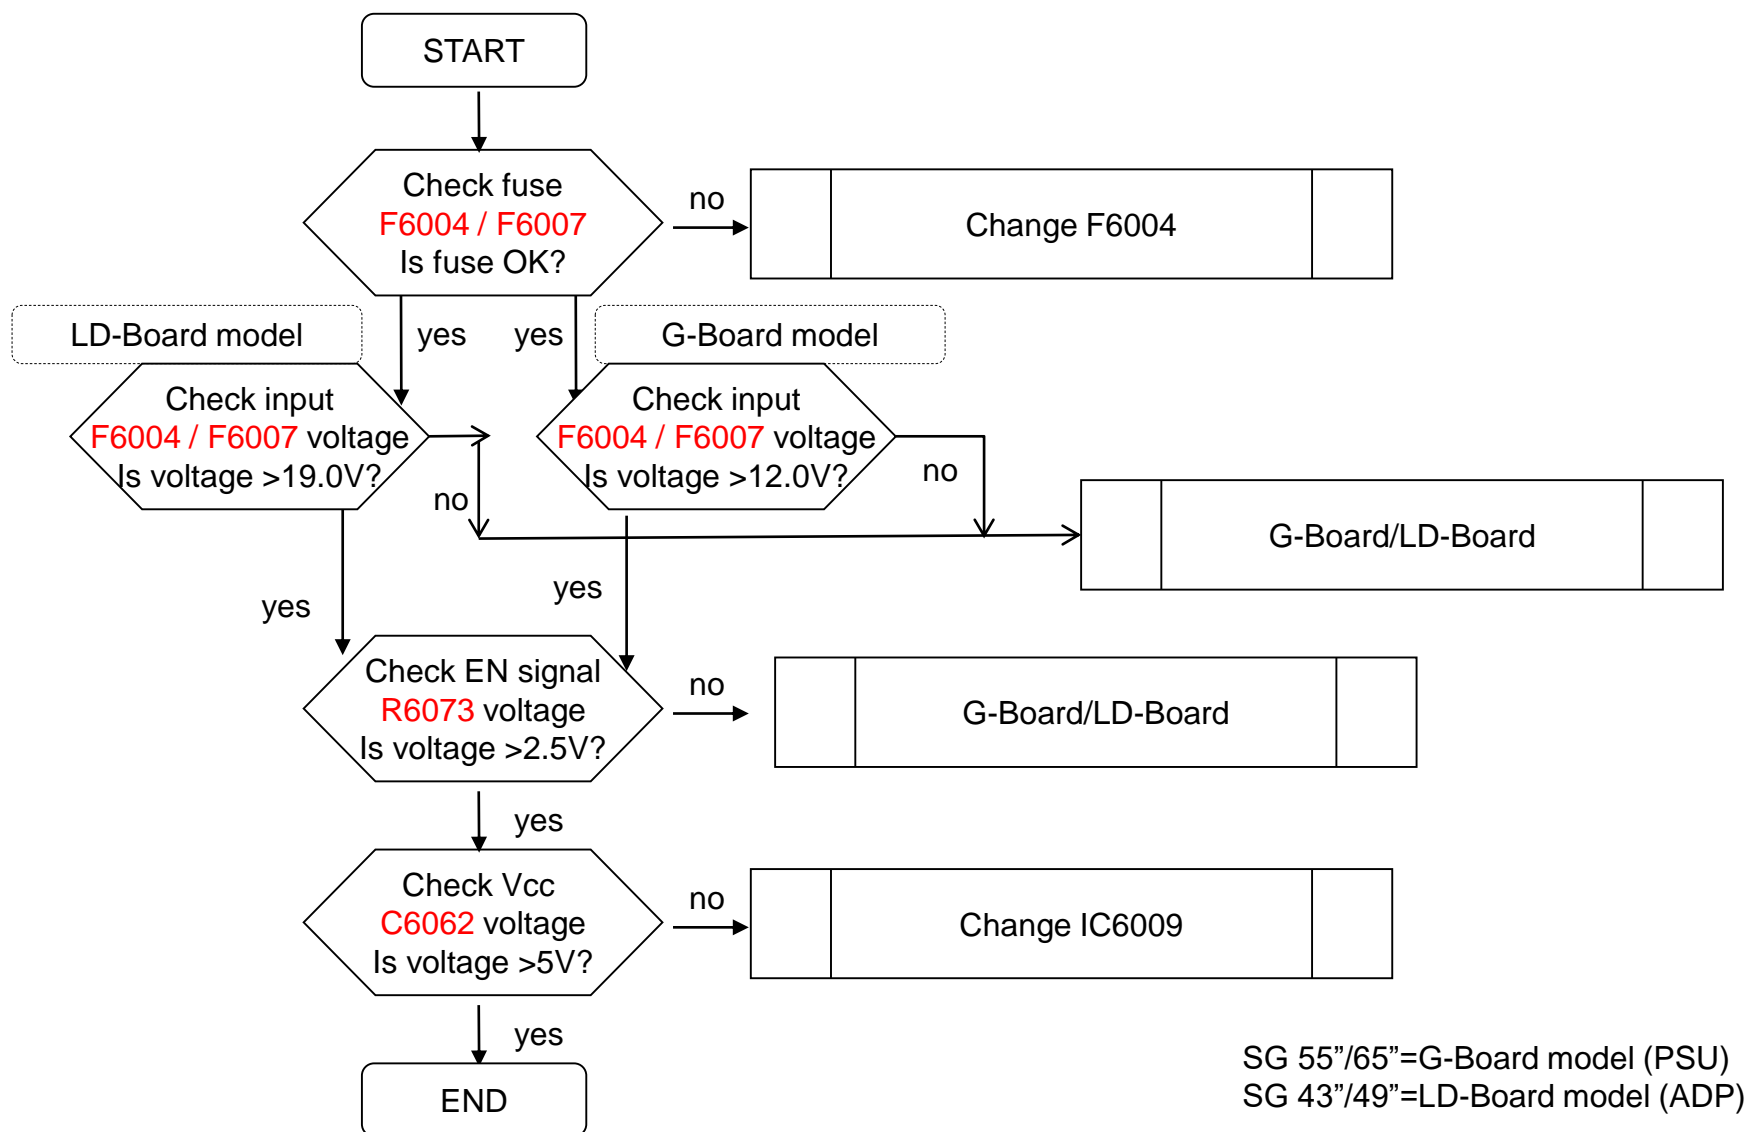 START
Check fuse
F6004 / F6007
Is fuse OK?
no
Change F6004
LD-Board model
yes
yes
G-Board model
Check input
F6004 / F6007 voltage
Is voltage >19.0V?
no
Check input
F6004 / F6007 voltage
Is voltage >12.0V?
no
G-Board/LD-Board
yes
yes
Check EN signal
R6073 voltage
Is voltage >2.5V?
no
G-Board/LD-Board
yes
Check Vcc
C6062 voltage
Is voltage >5V?
no
Change IC6009
yes
END
SG 55”/65”=G-Board model (PSU)
SG 43”/49”=LD-Board model (ADP)